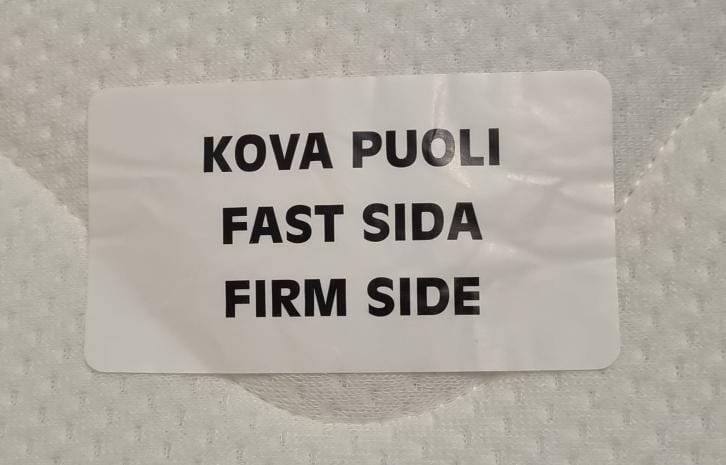 KOVA PUOLI
FAST SIDA
FIRM SIDE